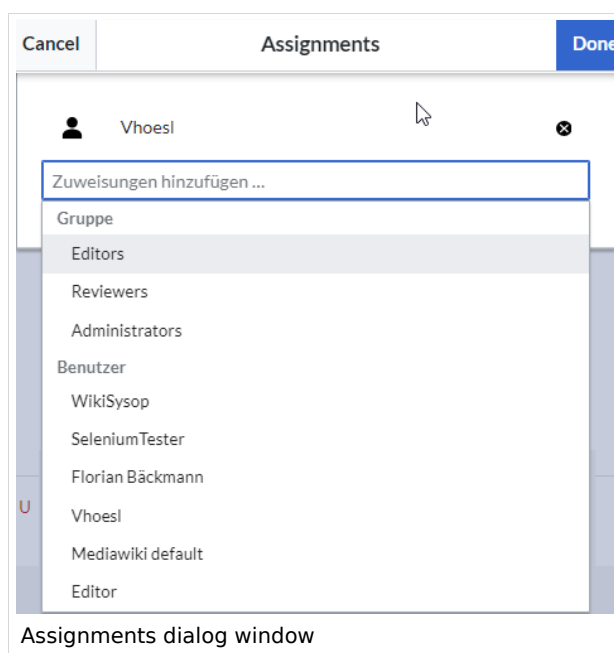 Cancel Assignments Done
Vhoesl
Zuweisungen hinzufügen ...
Gruppe
Editors
Reviewers
Administrators
Benutzer
WikiSysop
SeleniumTester
Florian Bäckmann
U
Vhoesl
Mediawiki default
Editor
Assignments dialog window